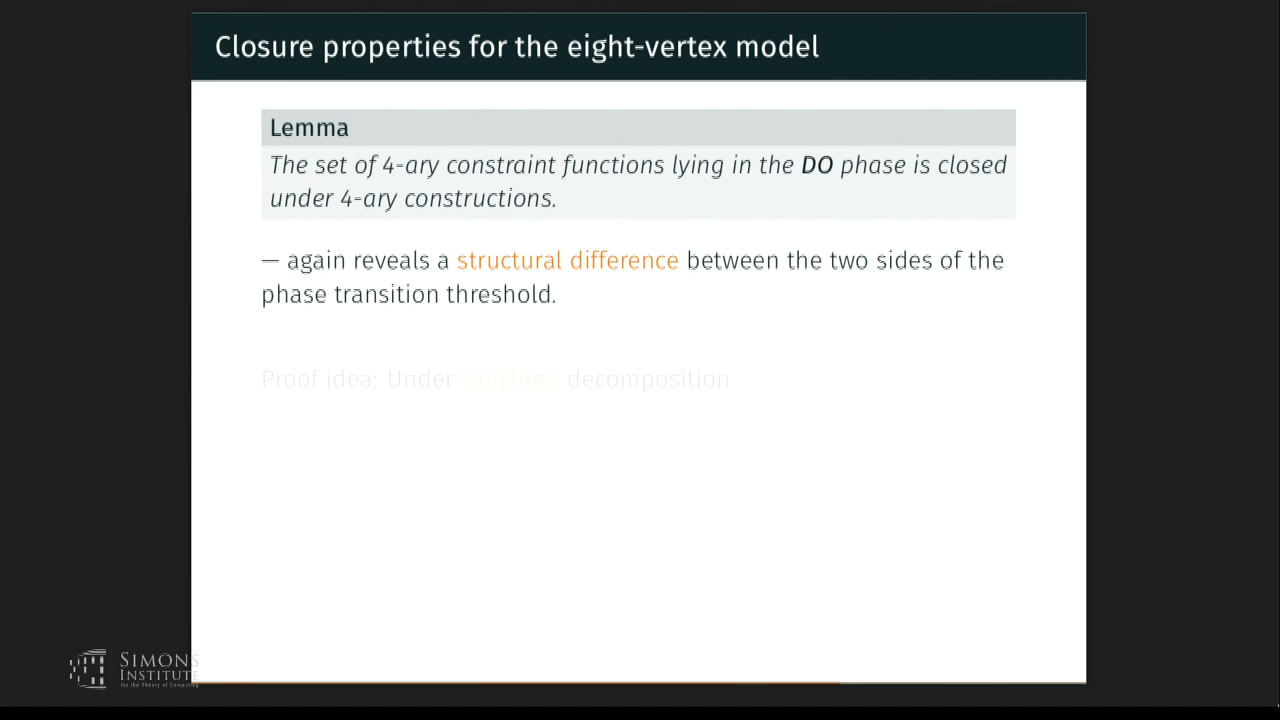 Closure properties for the eight-vertex model
Lemma
The set of 4-ary constraint functions lying in the DO phase is closed
under 4-ary constructions.
— again reveals a structural difference between the two sides of the
phase transition threshold.
Proof idea: Under weighted decomposition
SIMONS
INSTITUTE
for the Theory of Computing